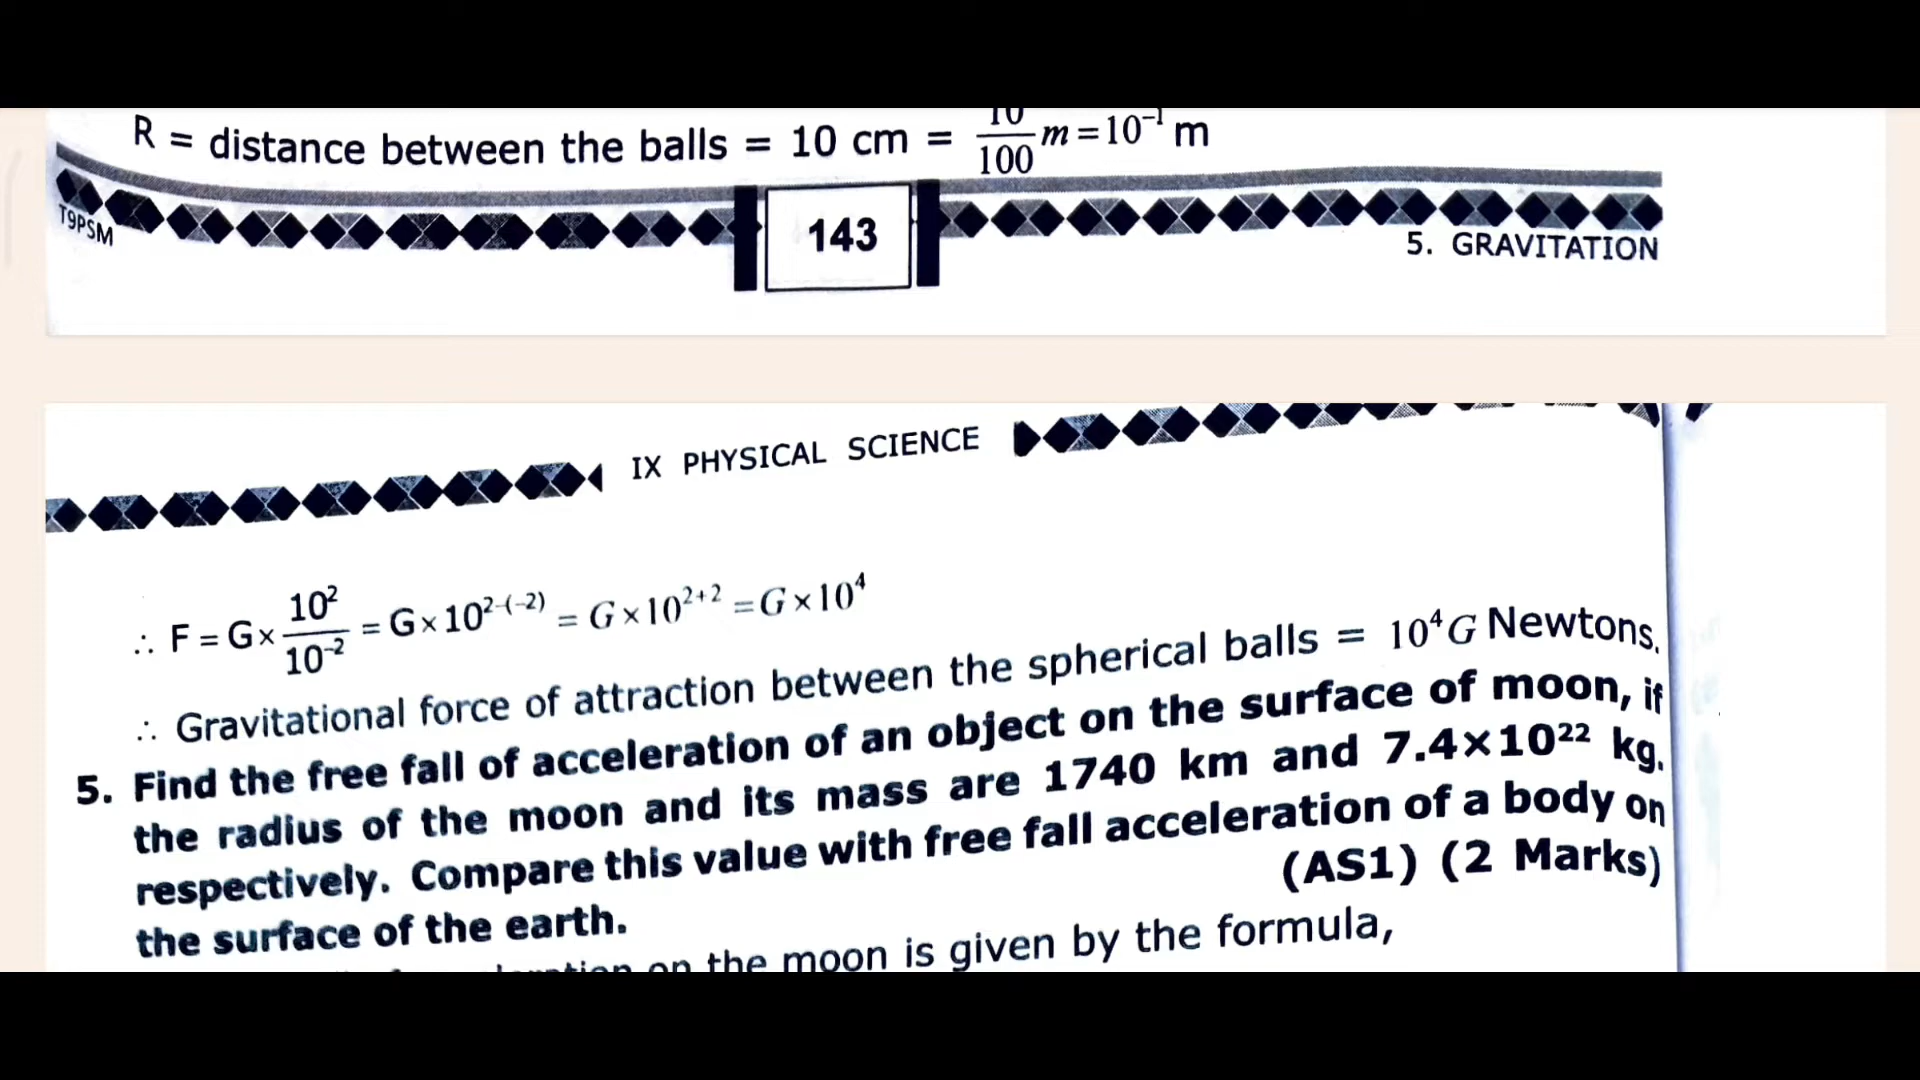 R = distance between the balls = 10 cm = 10/100 m = 10⁻¹ m
T9PSM
143
5. GRAVITATION
IX PHYSICAL SCIENCE
∴ F = G× 10²/10⁻² = G×10²⁻⁽⁻²⁾ = G×10²⁺² = G×10⁴
∴ Gravitational force of attraction between the spherical balls = 10⁴G Newtons.
5. Find the free fall of acceleration of an object on the surface of moon, if
the radius of the moon and its mass are 1740 km and 7.4×10²² kg.
respectively. Compare this value with free fall acceleration of a body on
the surface of the earth.
(AS1) (2 Marks)
on the moon is given by the formula,